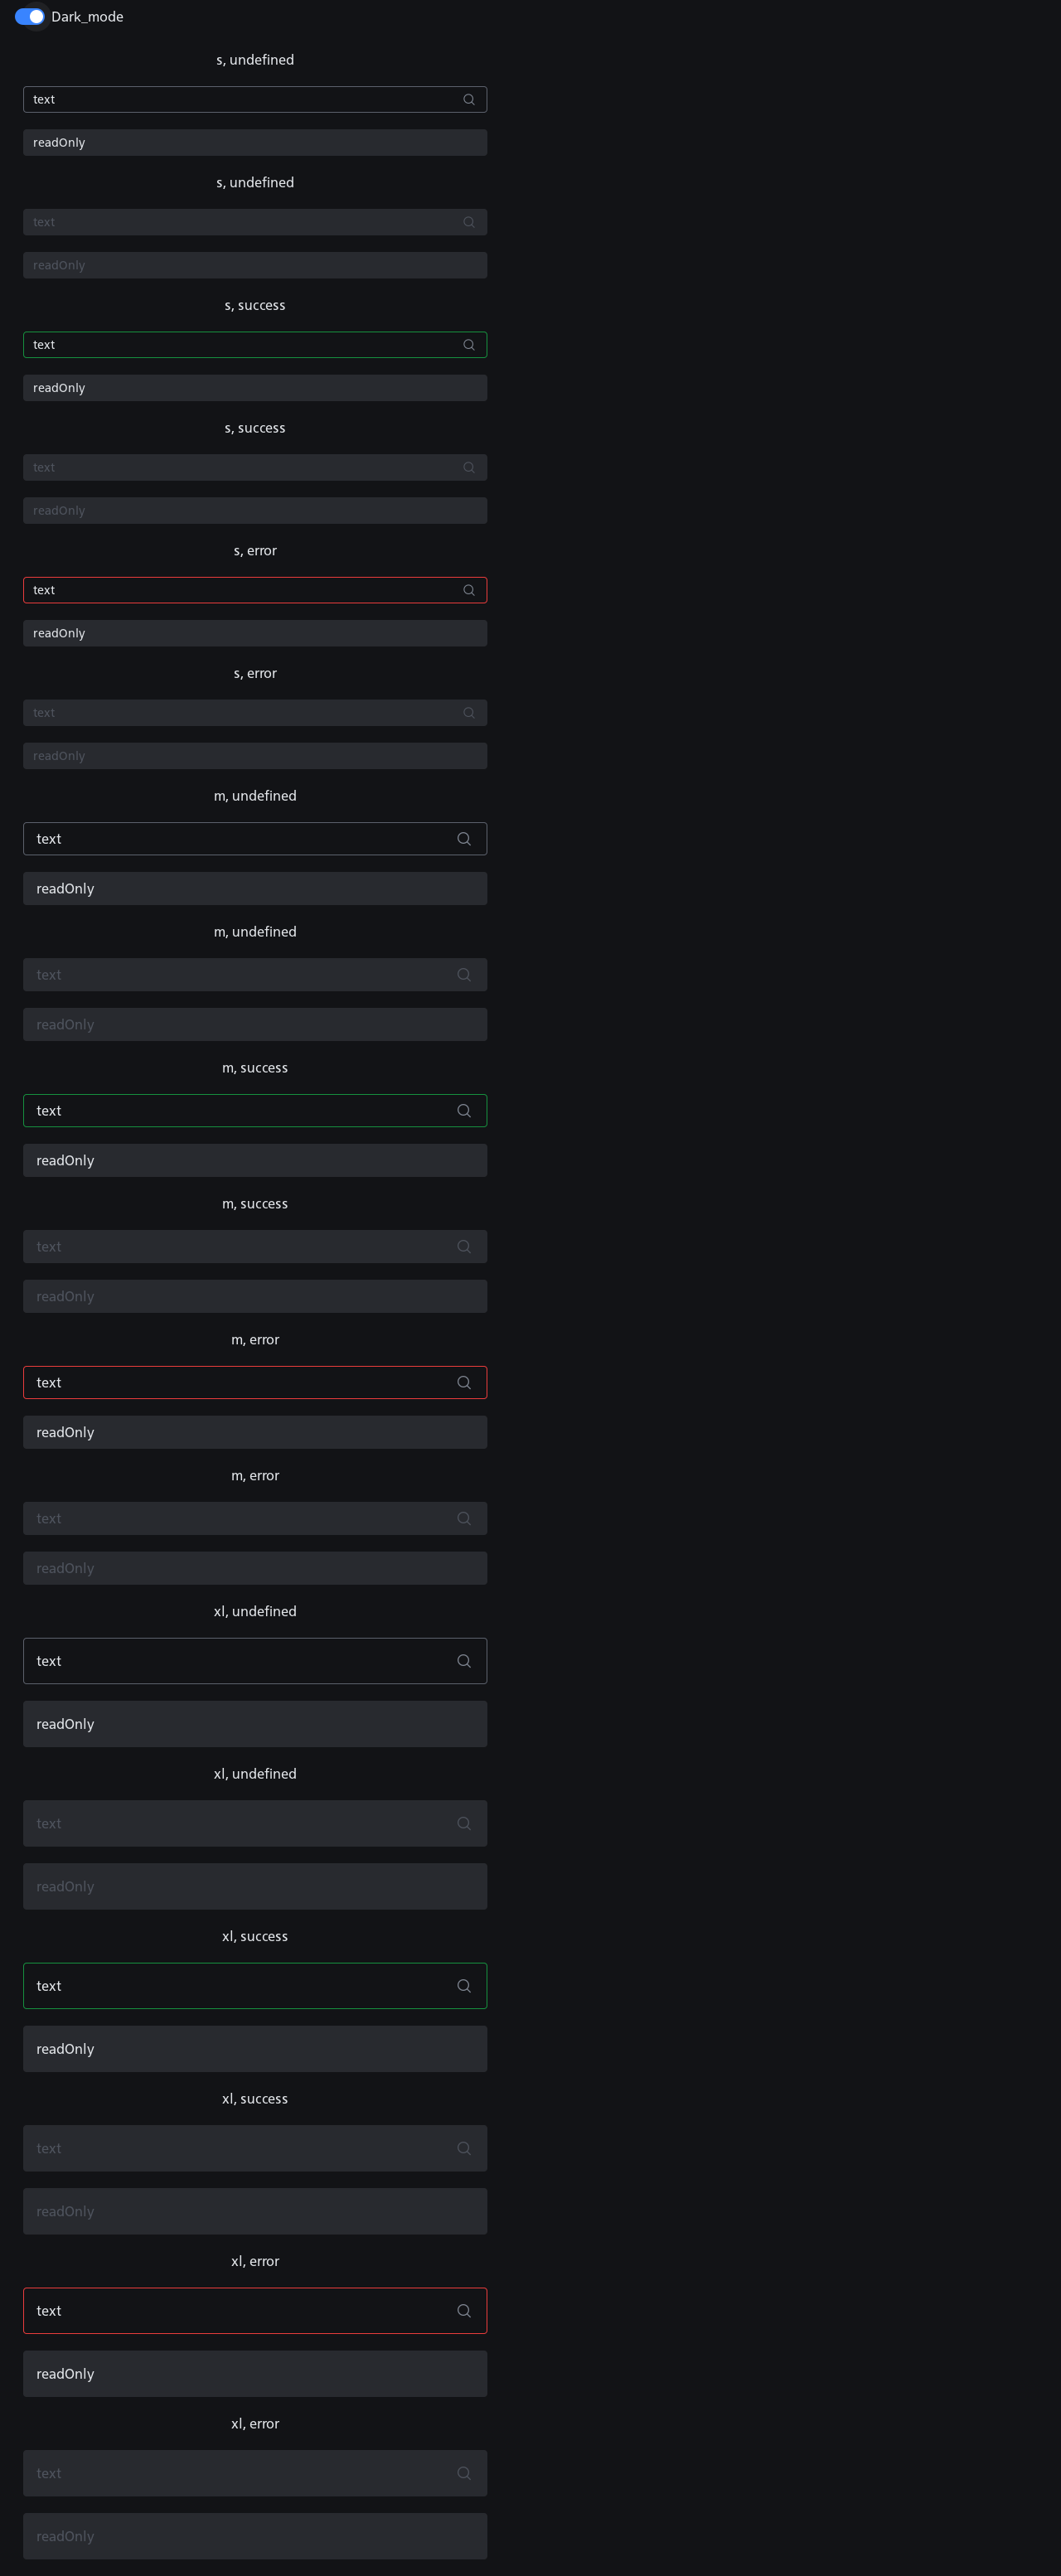 Dark_mode
s, undefined
text
readOnly
s, undefined
text
readOnly
s, success
text
readOnly
s, success
text
readOnly
s, error
text
readOnly
s, error
text
readOnly
m, undefined
text
readOnly
m, undefined
text
readOnly
m, success
text
readOnly
m, success
text
readOnly
m, error
text
readOnly
m, error
text
readOnly
xl, undefined
text
readOnly
xl, undefined
text
readOnly
xl, success
text
readOnly
xl, success
text
readOnly
xl, error
text
readOnly
xl, error
text
readOnly